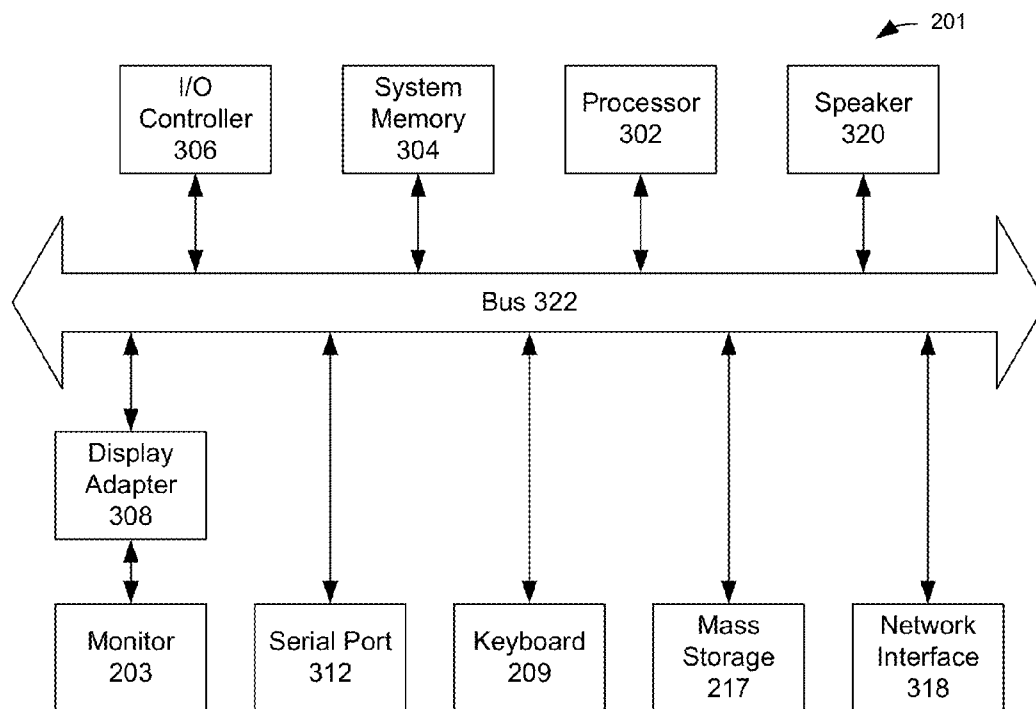 201
I/O
Controller
306
System
Memory
304
Processor
302
Speaker
320
Bus 322
Display
Adapter
308
Monitor
203
Serial Port
312
Keyboard
209
Mass
Storage
217
Network
Interface
318